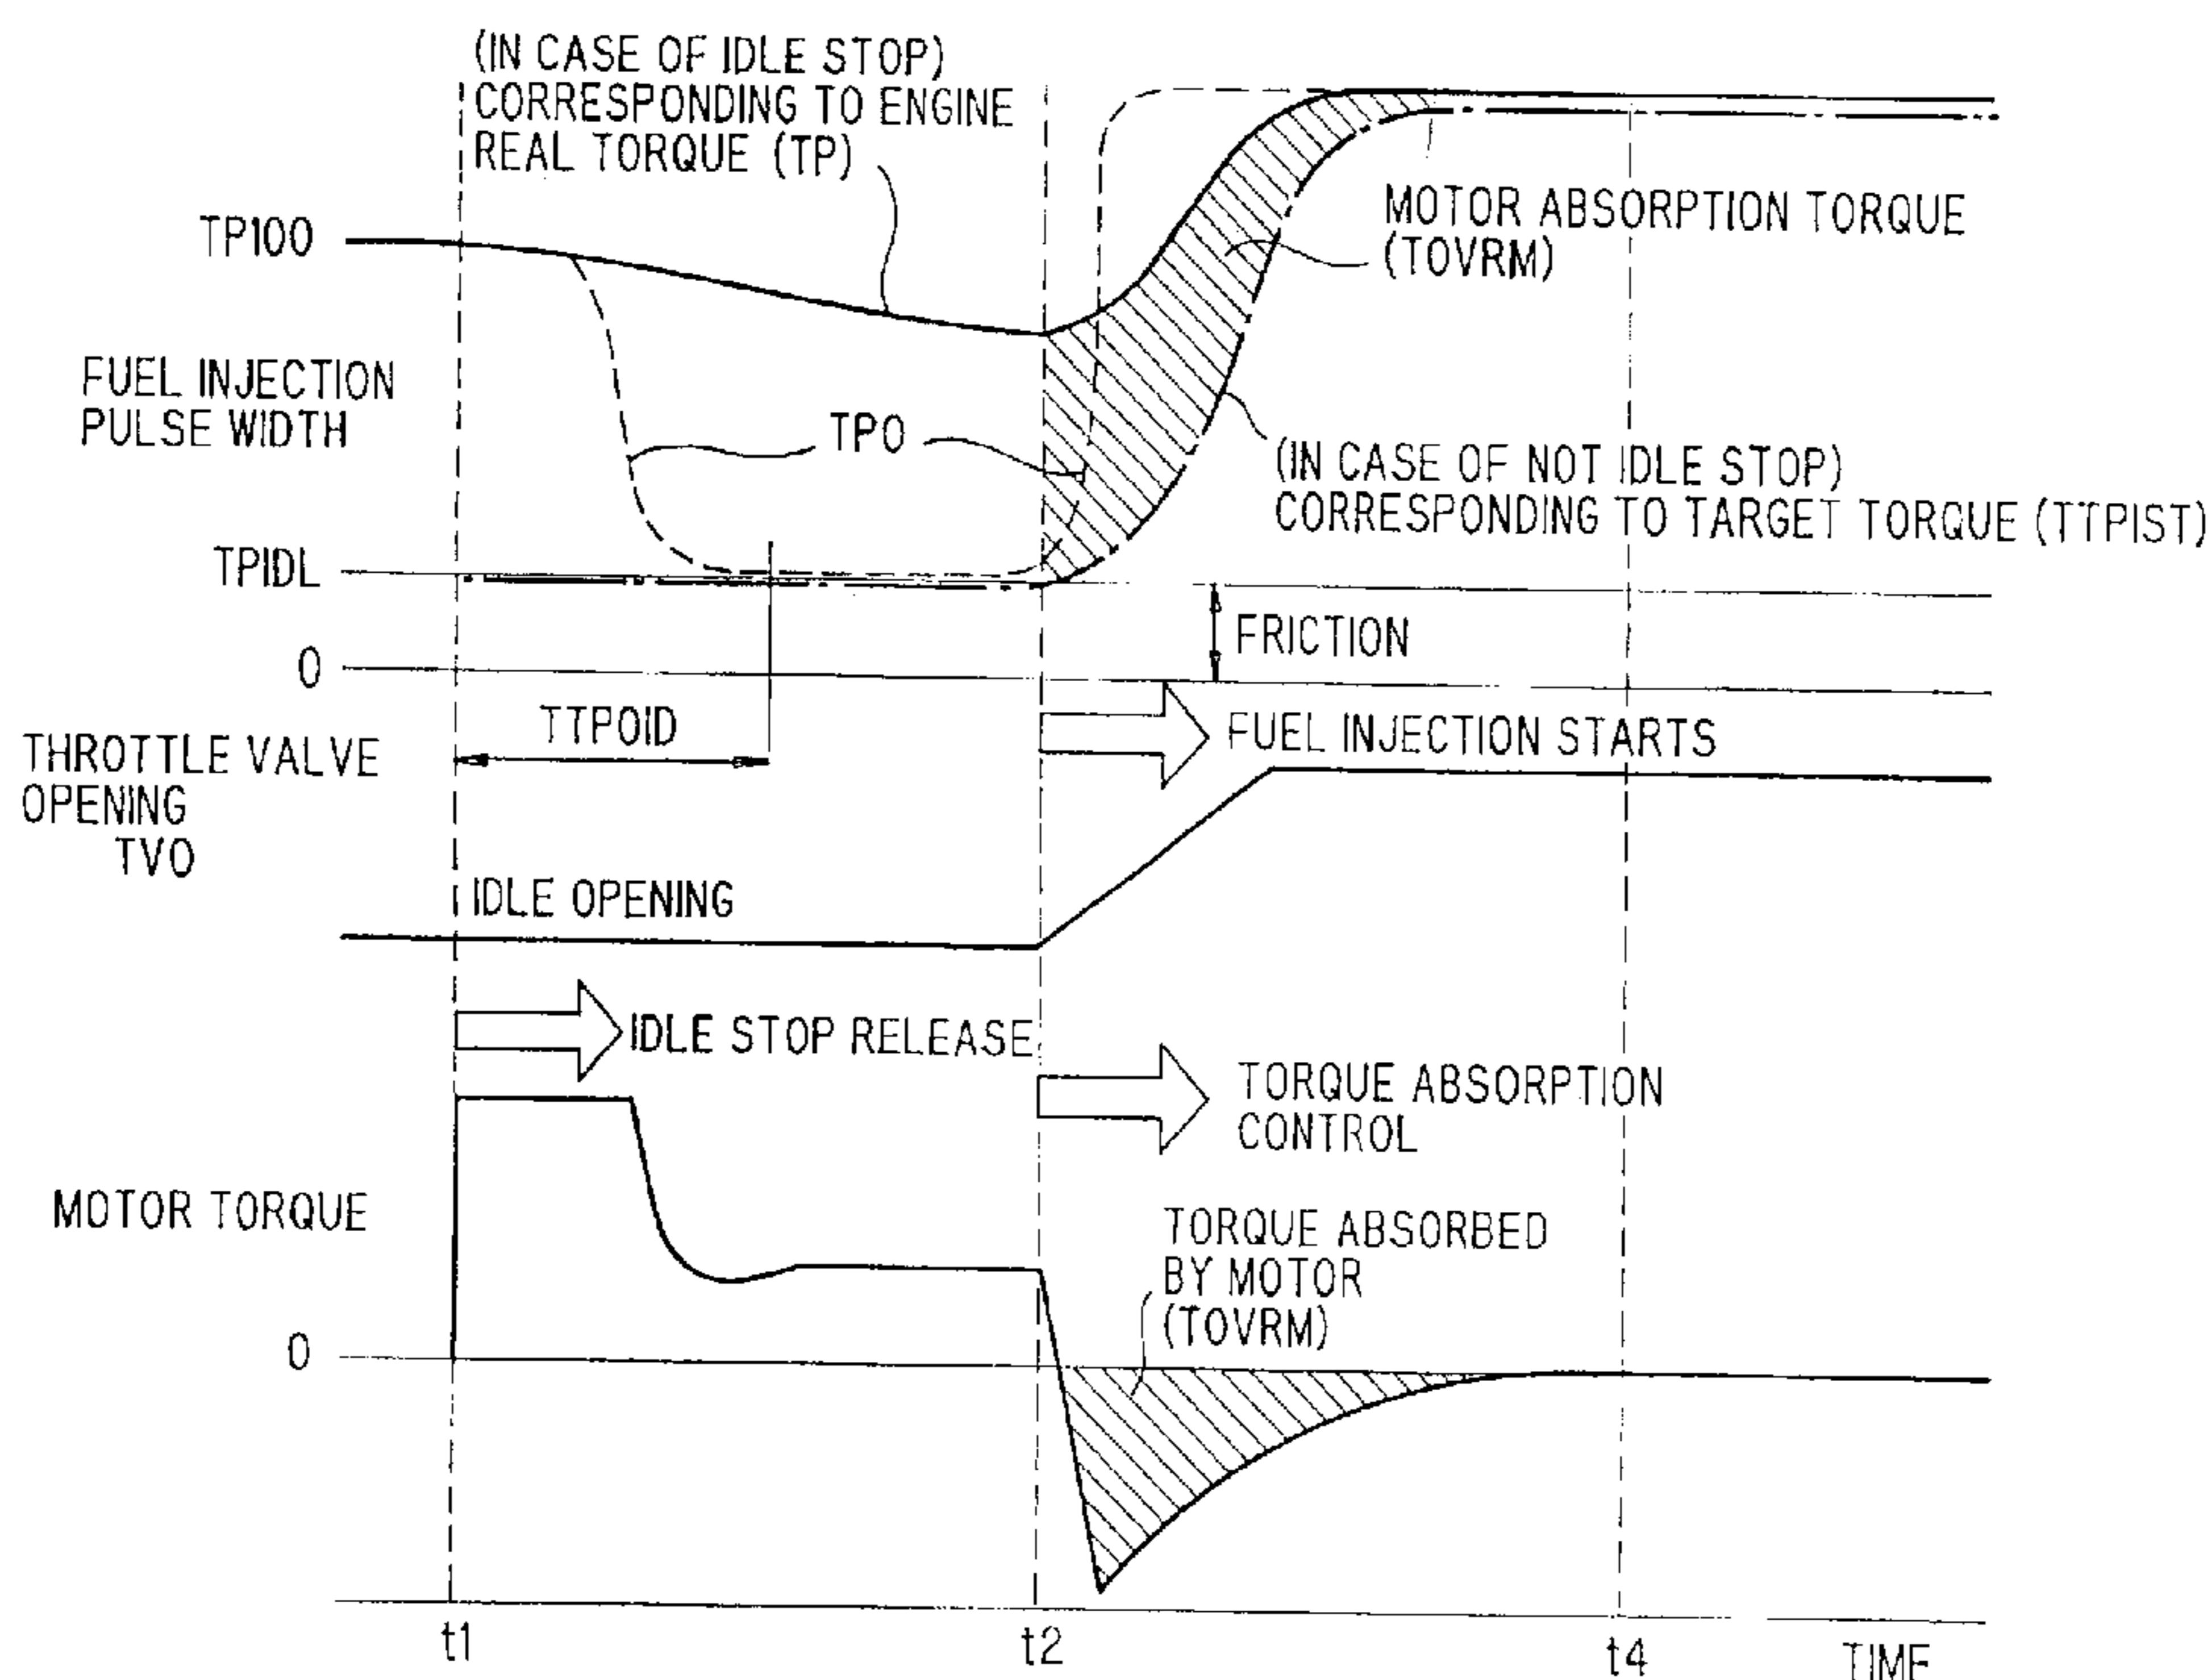 (IN CASE OF IDLE STOP)
CORRESPONDING TO ENGINE
REAL TORQUE (TP)
TP100
MOTOR ABSORPTION TORQUE
(TOVRM)
FUEL INJECTION
PULSE WIDTH
TPO
(IN CASE OF NOT IDLE STOP)
CORRESPONDING TO TARGET TORQUE (TTPIST)
TPIDL
FRICTION
0
TTPOID
FUEL INJECTION STARTS
THROTTLE VALVE
OPENING
TVO
IDLE OPENING
IDLE STOP RELEASE
TORQUE ABSORPTION
CONTROL
MOTOR TORQUE
TORQUE ABSORBED
BY MOTOR
(TOVRM)
0
t1
t2
t4
TIME